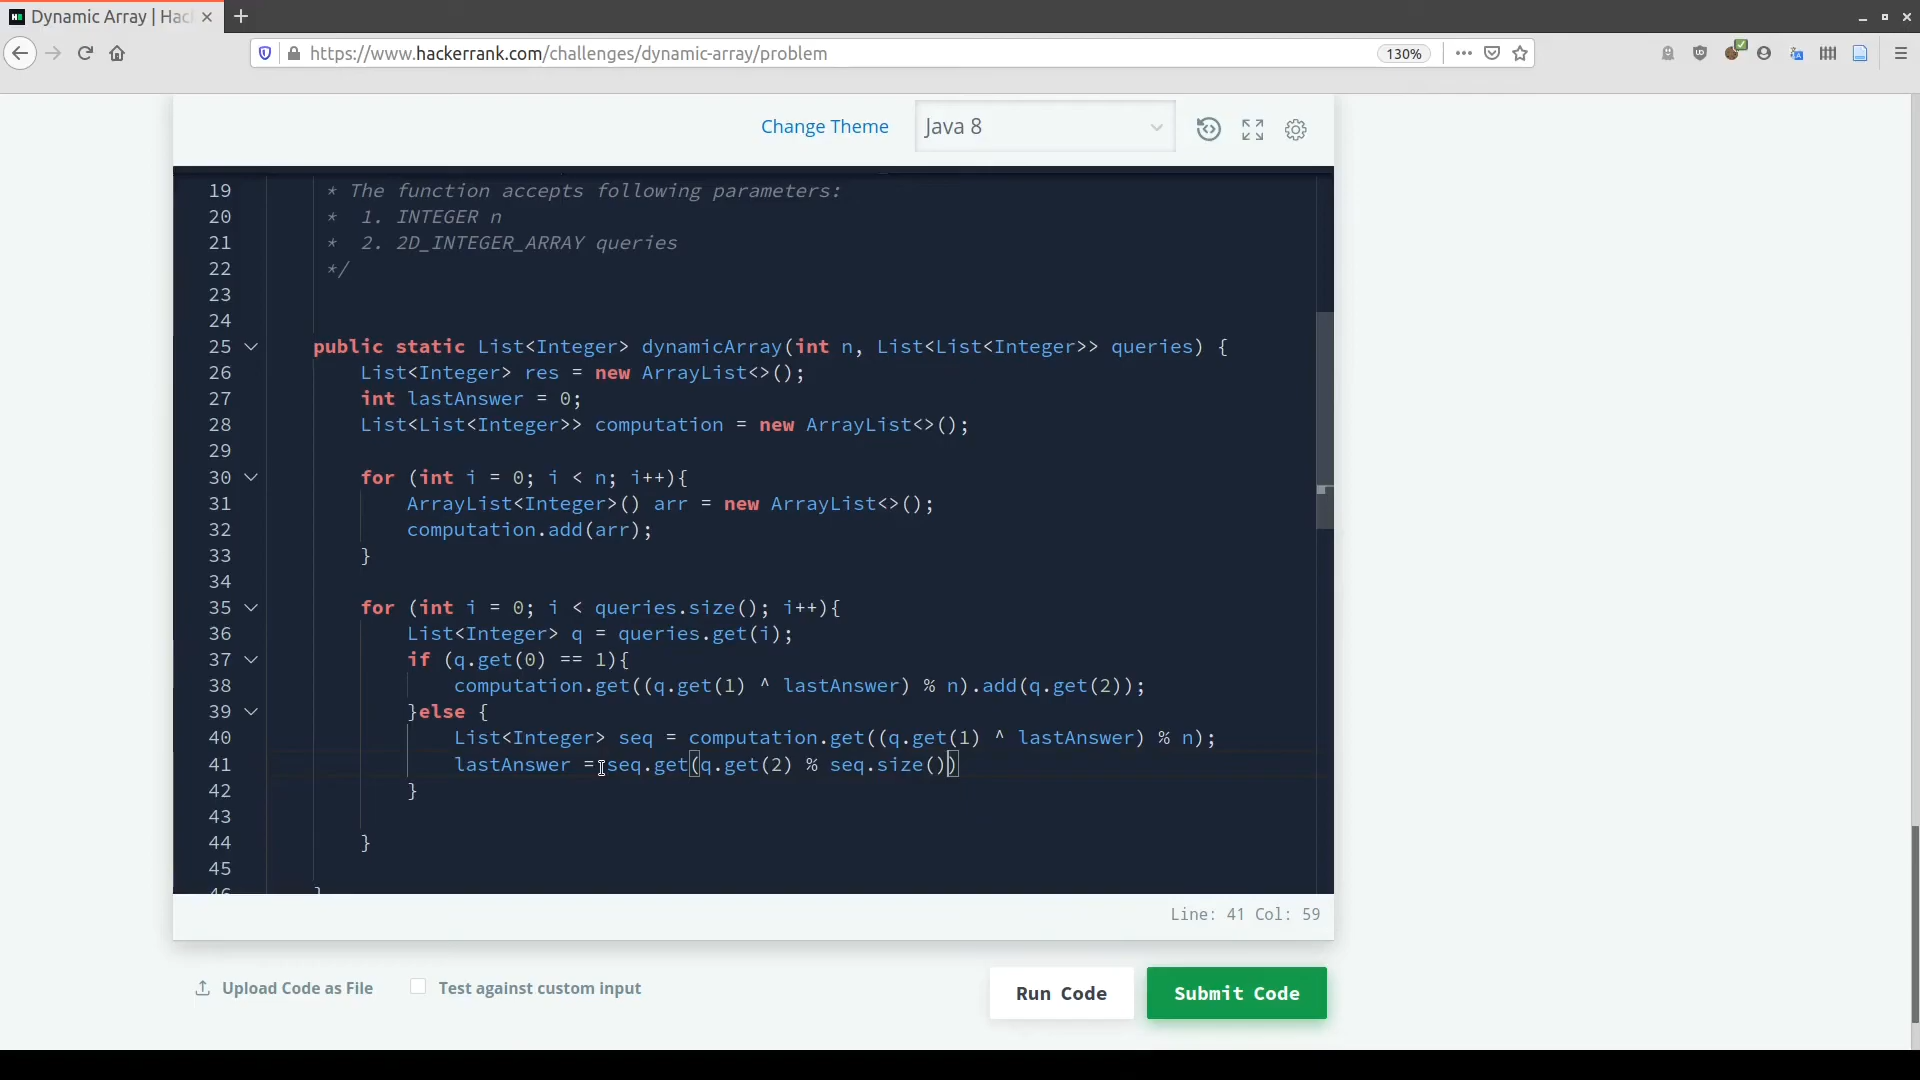 Dynamic Array | Hac
https://www.hackerrank.com/challenges/dynamic-array/problem
130%
Change Theme
Java 8
19 * The function accepts following parameters:
20 * 1. INTEGER n
21 * 2. 2D_INTEGER_ARRAY queries
22 */
23
24
25 public static List<Integer> dynamicArray(int n, List<List<Integer>> queries) {
26 List<Integer> res = new ArrayList<>();
27 int lastAnswer = 0;
28 List<List<Integer>> computation = new ArrayList<>();
29
30 for (int i = 0; i < n; i++){
31 ArrayList<Integer>() arr = new ArrayList<>();
32 computation.add(arr);
33 }
34
35 for (int i = 0; i < queries.size(); i++){
36 List<Integer> q = queries.get(i);
37 if (q.get(0) == 1){
38 computation.get((q.get(1) ^ lastAnswer) % n).add(q.get(2));
39 }else {
40 List<Integer> seq = computation.get((q.get(1) ^ lastAnswer) % n);
41 lastAnswer = seq.get(q.get(2) % seq.size())
42 }
43
44 }
45
46 }
Line: 41 Col: 59
Upload Code as File
Test against custom input
Run Code
Submit Code